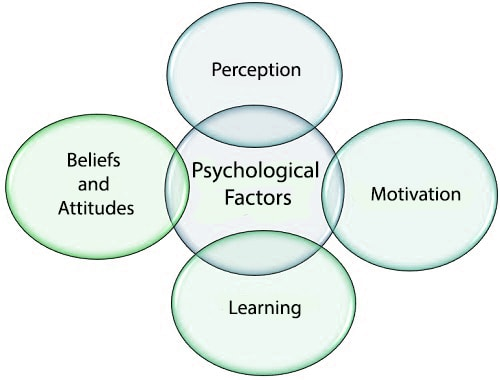 Perception
Beliefs
and
Attitudes
Psychological
Factors
Motivation
Learning